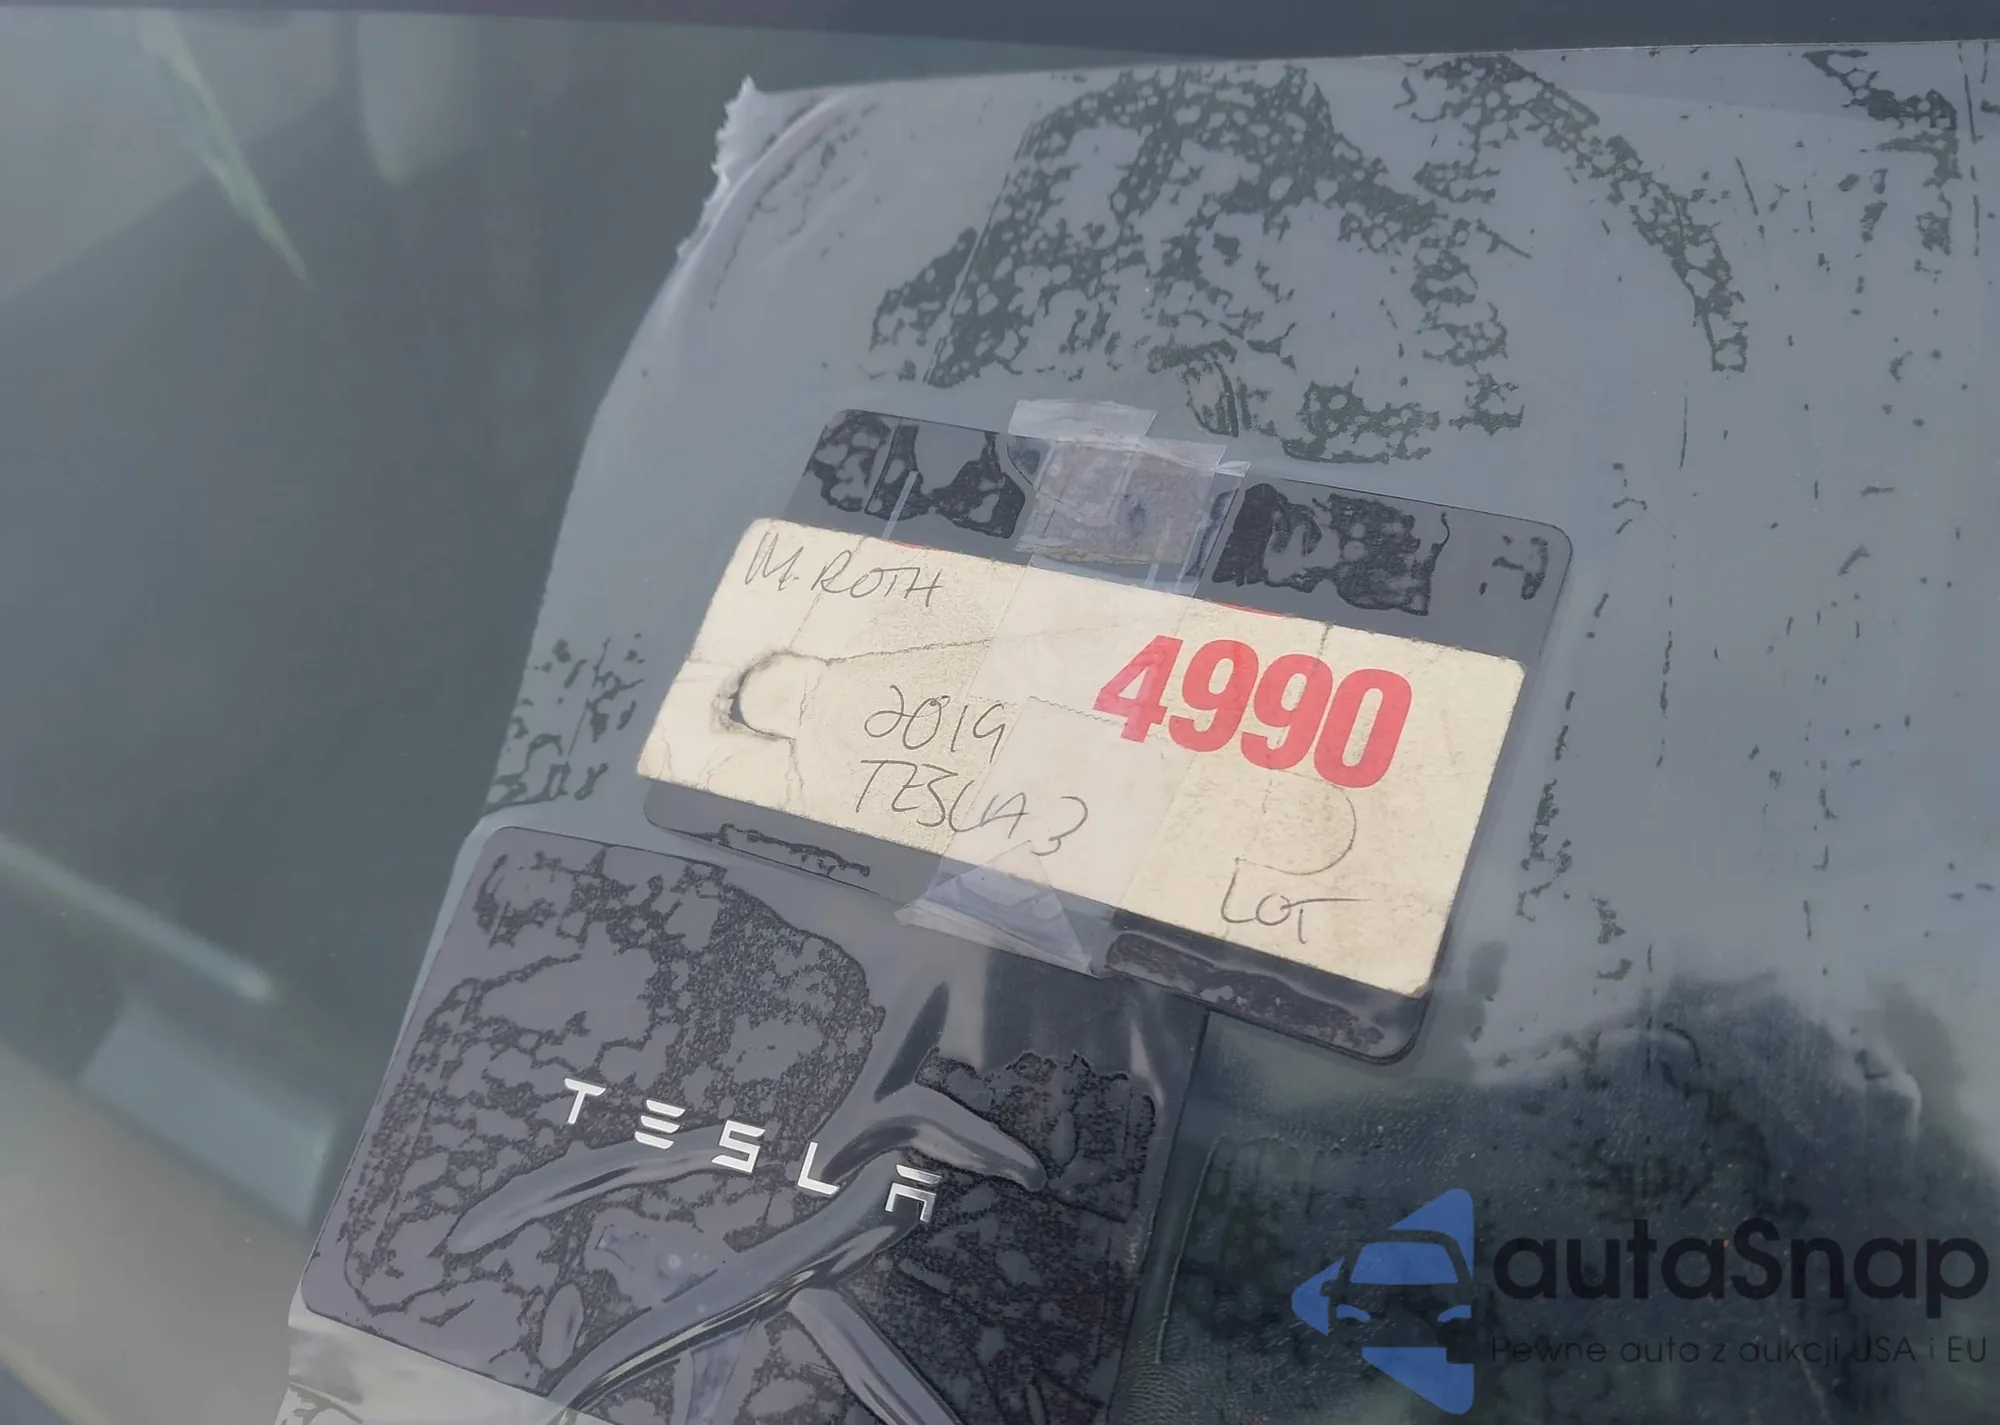 M. ROTH
4990
2019
TESLA 3
LOT
TESLA
autaSnap
Pewne auta z aukcji USA i EU